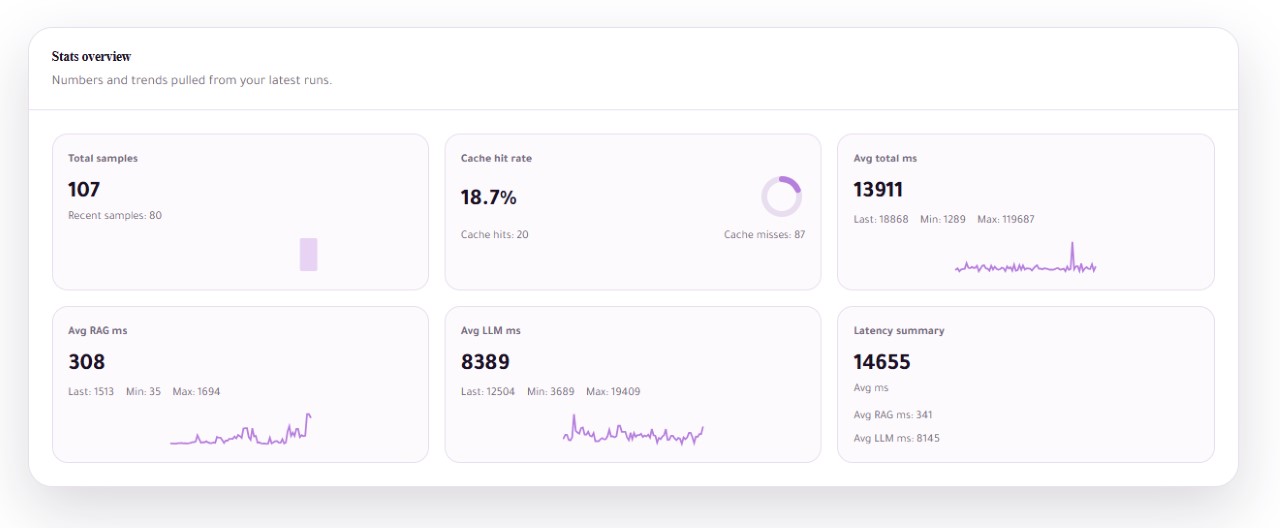 Stats overview
Numbers and trends pulled from your latest runs.
Total samples
107
Recent samples: 80
Cache hit rate
18.7%
Cache hits: 20
Cache misses: 87
Avg total ms
13911
Last: 18868 Min: 1289 Max: 119687
Avg RAG ms
308
Last: 1513 Min: 35 Max: 1694
Avg LLM ms
8389
Last: 12504 Min: 3689 Max: 19409
Latency summary
14655
Avg ms
Avg RAG ms: 341
Avg LLM ms: 8145